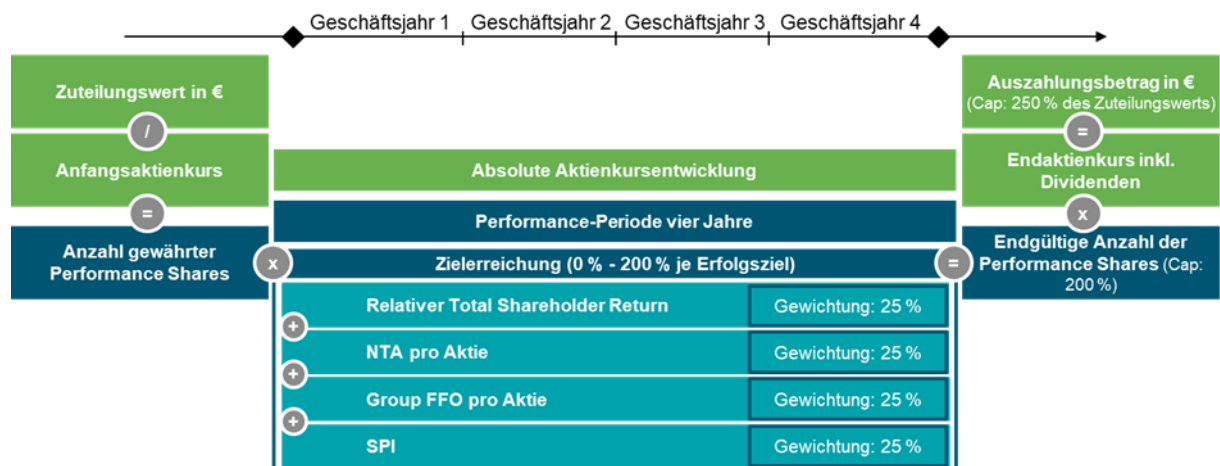 Geschäftsjahr 1
Geschäftsjahr 2
Geschäftsjahr 3
Geschäftsjahr 4
Zuteilungswert in €
/
Anfangsaktienkurs
=
Anzahl gewährter
Performance Shares
x
Absolute Aktienkursentwicklung
Performance-Periode vier Jahre
Zielerreichung (0 % - 200 % je Erfolgsziel)
Relativer Total Shareholder Return
Gewichtung: 25 %
+
NTA pro Aktie
Gewichtung: 25 %
+
Group FFO pro Aktie
Gewichtung: 25 %
+
SPI
Gewichtung: 25 %
=
Auszahlungsbetrag in €
(Cap: 250 % des Zuteilungswerts)
=
Endaktienkurs inkl.
Dividenden
x
Endgültige Anzahl der
Performance Shares (Cap:
200 %)